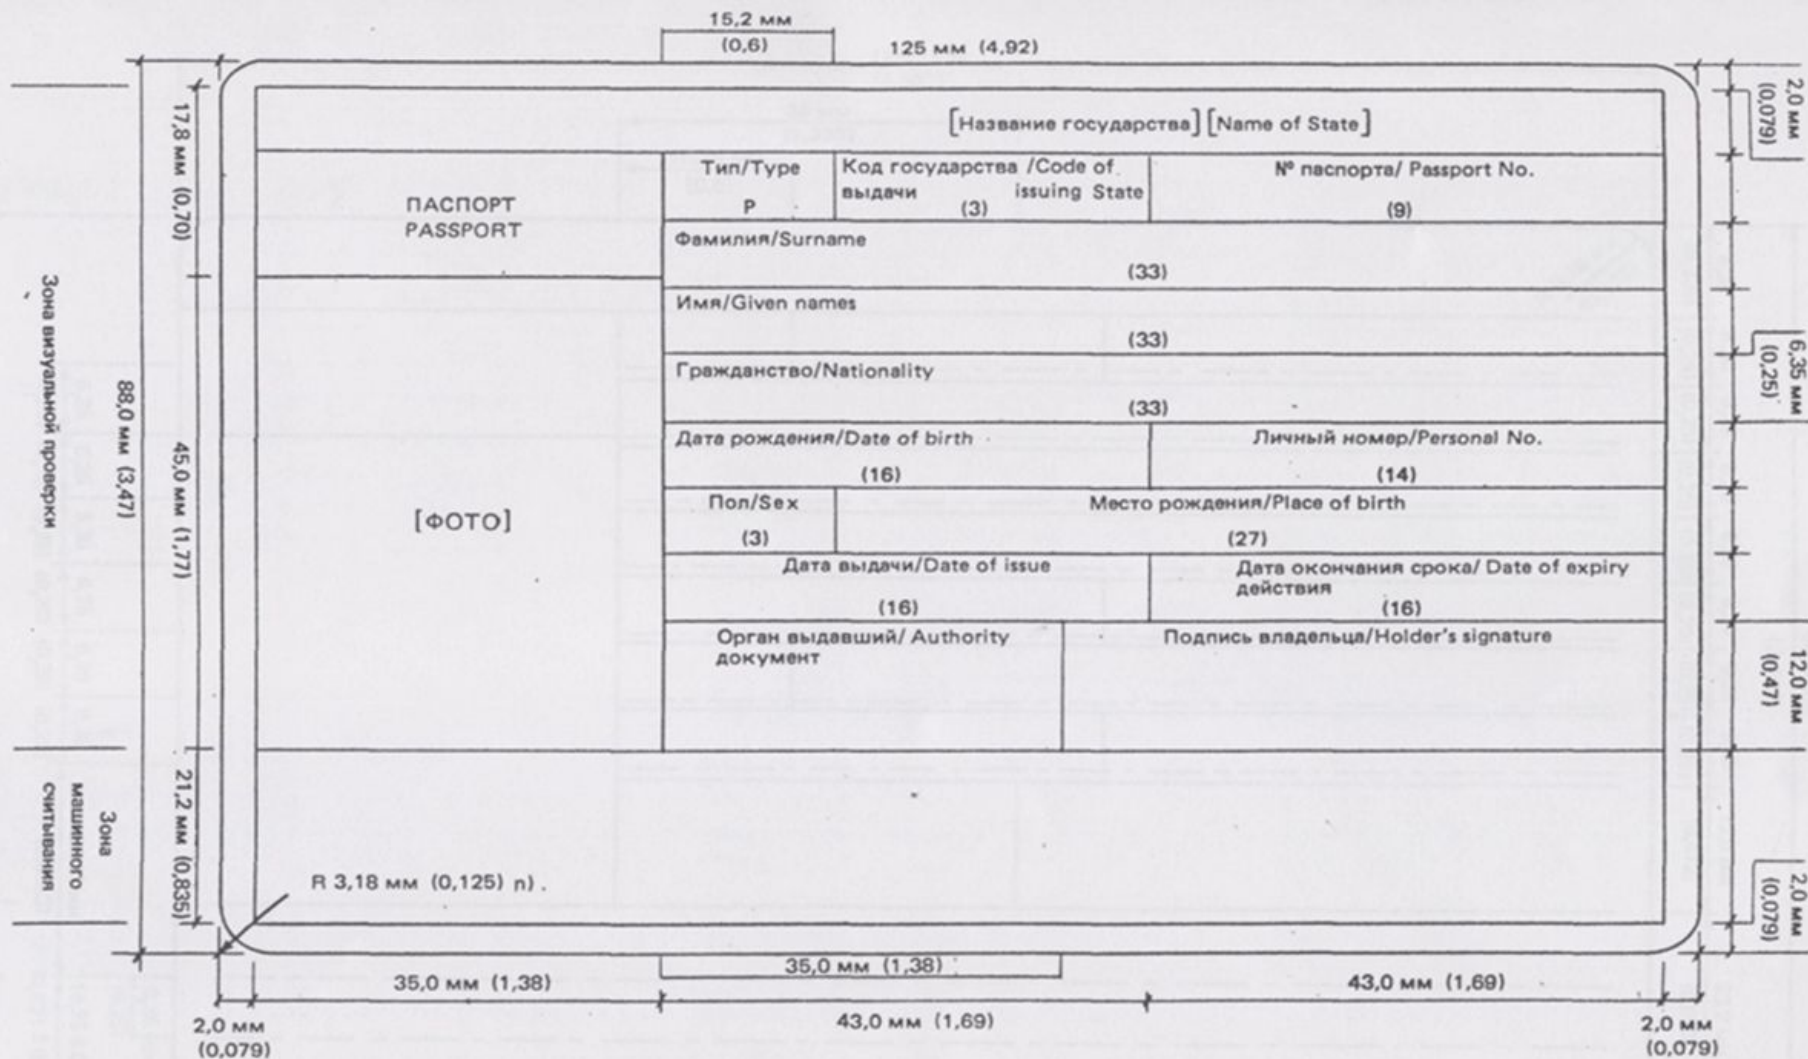 15,2 мм
(0,6)
125 мм (4,92)
[Название государства] [Name of State]
ПАСПОРТ
PASSPORT
Тип/Type
P
Код государства /Code of
выдачи issuing State
(3)
№ паспорта/ Passport No.
(9)
Фамилия/Surname
(33)
Имя/Given names
(33)
Гражданство/Nationality
(33)
Дата рождения/Date of birth
(16)
Личный номер/Personal No.
(14)
[ФОТО]
Пол/Sex
(3)
Место рождения/Place of birth
(27)
Дата выдачи/Date of issue
(16)
Дата окончания срока/ Date of expiry
действия
(16)
Орган выдавший/ Authority
документ
Подпись владельца/Holder's signature
R 3,18 мм (0,125) п).
Зона визуальной проверки
Зона
машинного
считывания
88,0 мм (3,47)
17,8 мм (0,70)
45,0 мм (1,77)
21,2 мм (0,835)
2,0 мм
(0,079)
6,35 мм
(0,25)
12,0 мм
(0,47)
2,0 мм
(0,079)
35,0 мм (1,38)
35,0 мм (1,38)
43,0 мм (1,69)
2,0 мм
(0,079)
43,0 мм (1,69)
2,0 мм
(0,079)